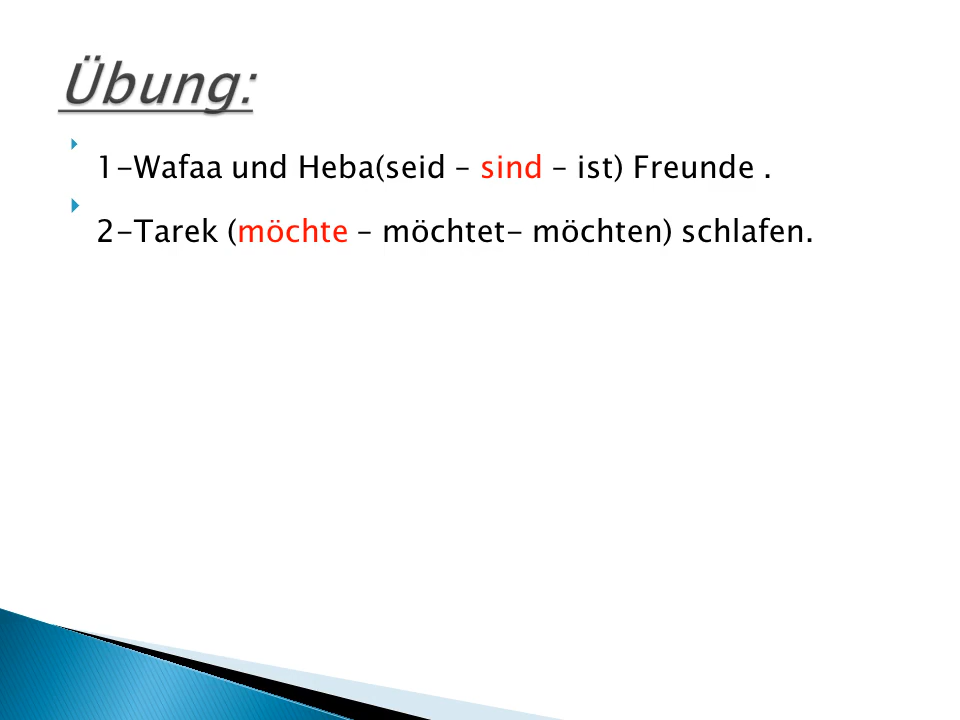 Übung:
1-Wafaa und Heba(seid – sind – ist) Freunde .
2-Tarek (möchte – möchtet- möchten) schlafen.